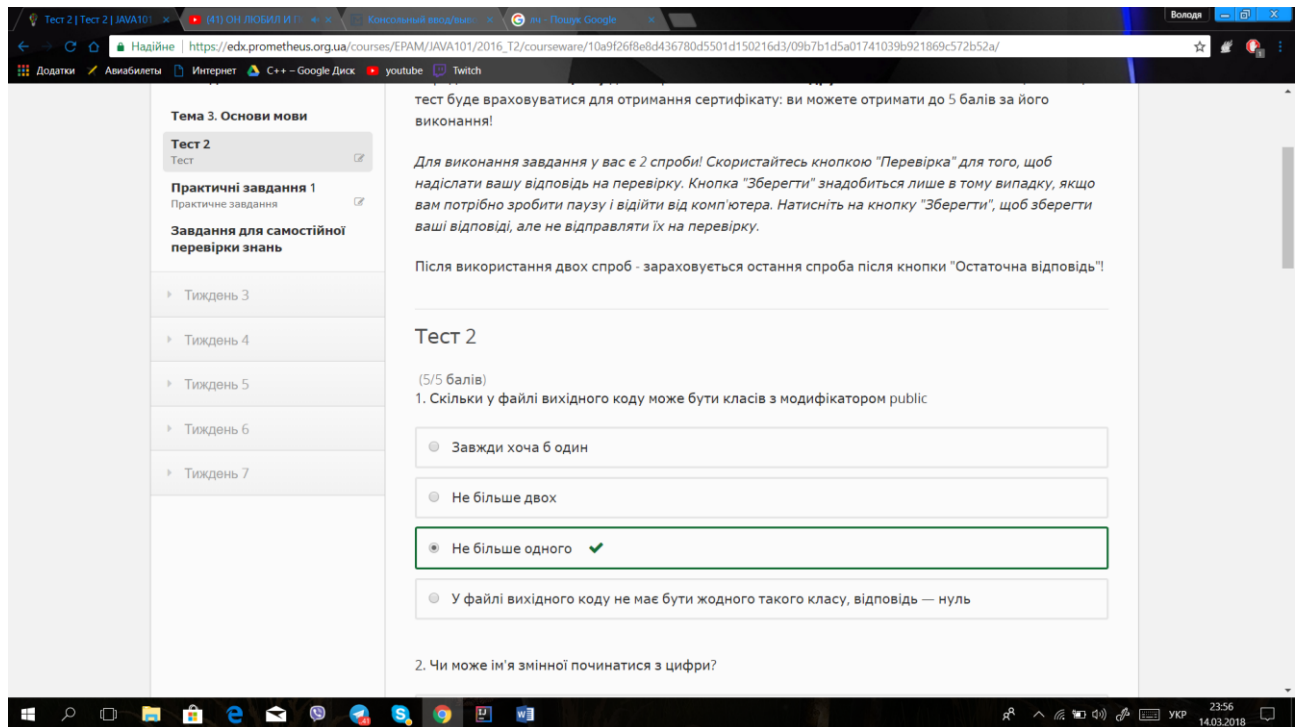 Тест 2 | Тест 2 | JAVA101
(41) ОН ЛЮБИЛ И П
Консольный ввод/выво
яч - Пошук Google
Володя
Надійне
https://edx.prometheus.org.ua/courses/EPAM/JAVA101/2016_T2/courseware/10a9f26f8e8d436780d5501d150216d3/09b7b1d5a01741039b921869c572b52a/
Додатки Авиабилеты Интернет C++ – Google Диск youtube Twitch
Тема 3. Основи мови
Тест 2
Тест
Практичні завдання 1
Практичне завдання
Завдання для самостійної
перевірки знань
Тиждень 3
Тиждень 4
Тиждень 5
Тиждень 6
Тиждень 7
тест буде враховуватися для отримання сертифікату: ви можете отримати до 5 балів за його
виконання!
Для виконання завдання у вас є 2 спроби! Скористайтесь кнопкою "Перевірка" для того, щоб
надіслати вашу відповідь на перевірку. Кнопка "Зберегти" знадобиться лише в тому випадку, якщо
вам потрібно зробити паузу і відійти від комп'ютера. Натисніть на кнопку "Зберегти", щоб зберегти
ваші відповіді, але не відправляти їх на перевірку.
Після використання двох спроб - зараховується остання спроба після кнопки "Остаточна відповідь"!
Тест 2
(5/5 балів)
1. Скільки у файлі вихідного коду може бути класів з модифікатором public
Завжди хоча б один
Не більше двох
Не більше одного
У файлі вихідного коду не має бути жодного такого класу, відповідь — нуль
2. Чи може ім'я змінної починатися з цифри?
УКР
23:56
14.03.2018